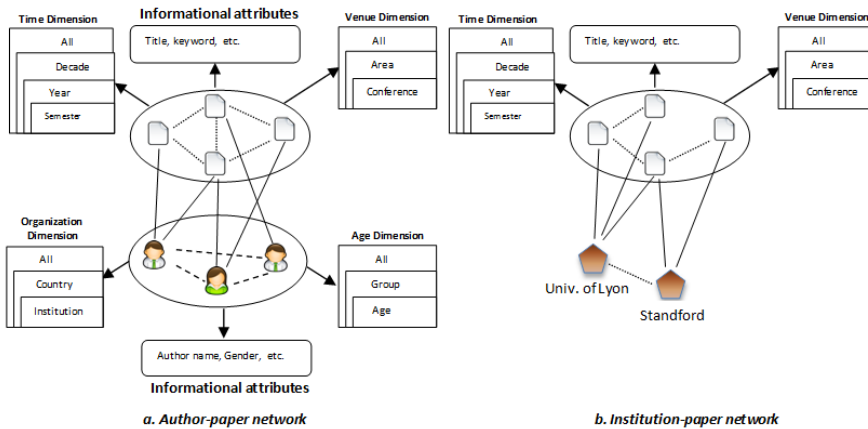 Informational attributes
Time Dimension
All
Decade
Year
Semester
Title, keyword, etc.
Venue Dimension
All
Area
Conference
Organization
Dimension
All
Country
Institution
Age Dimension
All
Group
Age
Author name, Gender, etc.
Informational attributes
a. Author-paper network
Time Dimension
All
Decade
Year
Semester
Title, keyword, etc.
Venue Dimension
All
Area
Conference
Univ. of Lyon
Standford
b. Institution-paper network